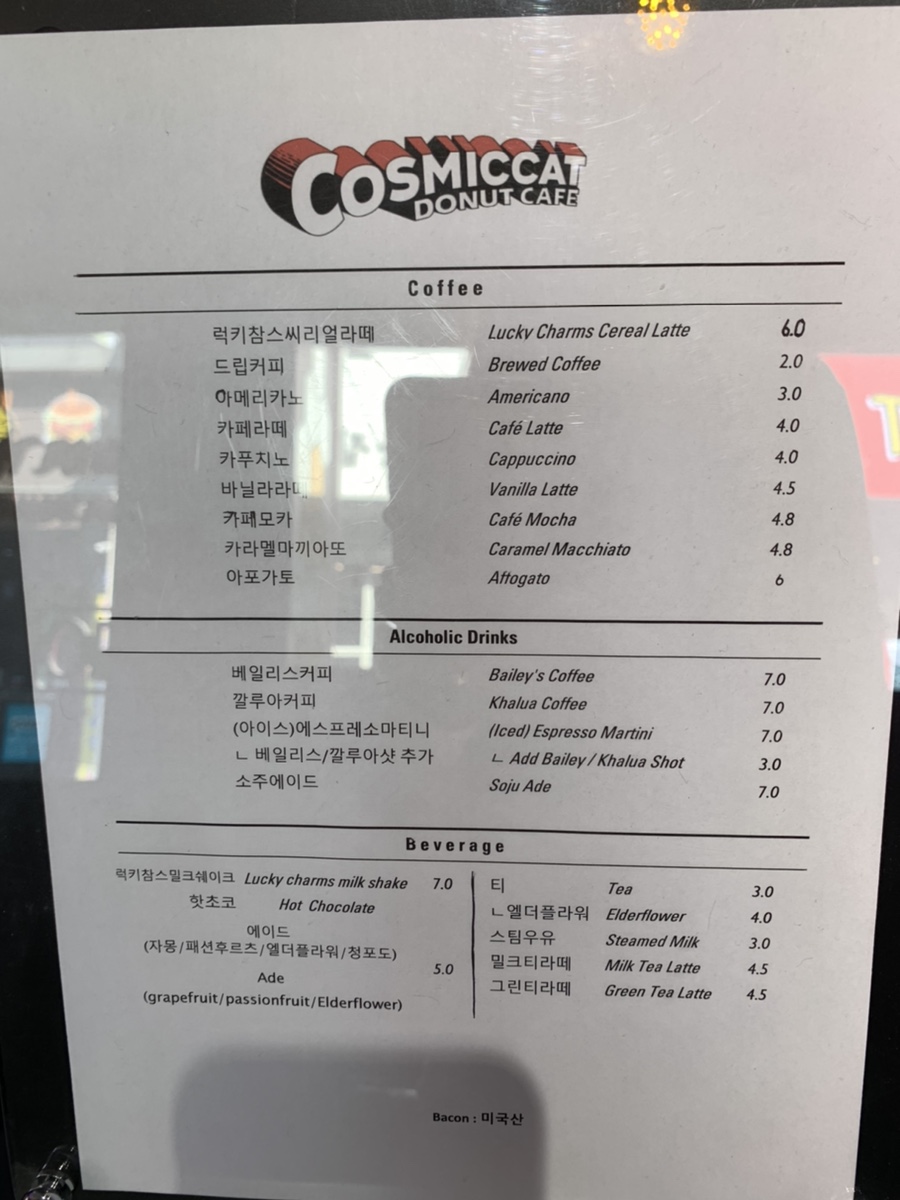 COSMICCAT
DONUT CAFE
Coffee
럭키참스씨리얼라떼 Lucky Charms Cereal Latte 6.0
드립커피 Brewed Coffee 2.0
아메리카노 Americano 3.0
카페라떼 Café Latte 4.0
카푸치노 Cappuccino 4.0
바닐라라떼 Vanilla Latte 4.5
카페모카 Café Mocha 4.8
카라멜마끼아또 Caramel Macchiato 4.8
아포가토 Affogato 6
Alcoholic Drinks
베일리스커피 Bailey's Coffee 7.0
깔루아커피 Khalua Coffee 7.0
(아이스)에스프레소마티니 (Iced) Espresso Martini 7.0
ㄴ 베일리스/깔루아샷 추가 ㄴ Add Bailey / Khalua Shot 3.0
소주에이드 Soju Ade 7.0
Beverage
럭키참스밀크쉐이크 Lucky charms milk shake 7.0
핫초코 Hot Chocolate
에이드
(자몽/패션후르츠/엘더플라워/청포도)
5.0
Ade
(grapefruit/passionfruit/Elderflower)
티 Tea 3.0
ㄴ엘더플라워 Elderflower 4.0
스팀우유 Steamed Milk 3.0
밀크티라떼 Milk Tea Latte 4.5
그린티라떼 Green Tea Latte 4.5
Bacon : 미국산